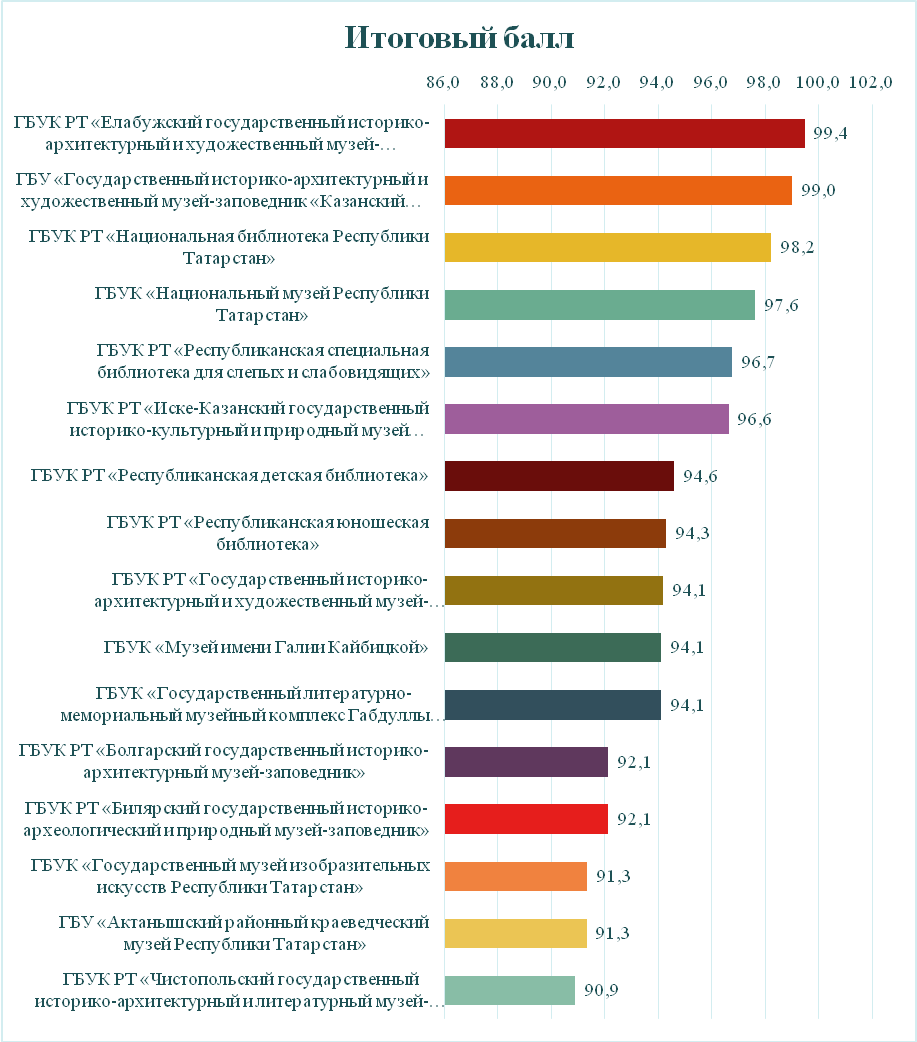 Итоговый балл
86,0 88,0 90,0 92,0 94,0 96,0 98,0 100,0 102,0
ГБУК РТ «Елабужский государственный историко-
архитектурный и художественный музей-…
99,4
ГБУ «Государственный историко-архитектурный и
художественный музей-заповедник «Казанский…
99,0
ГБУК РТ «Национальная библиотека Республики
Татарстан»
98,2
ГБУК «Национальный музей Республики
Татарстан»
97,6
ГБУК РТ «Республиканская специальная
библиотека для слепых и слабовидящих»
96,7
ГБУК РТ «Иске-Казанский государственный
историко-культурный и природный музей…
96,6
ГБУК РТ «Республиканская детская библиотека»
94,6
ГБУК РТ «Республиканская юношеская
библиотека»
94,3
ГБУК РТ «Государственный историко-
архитектурный и художественный музей-…
94,1
ГБУК «Музей имени Галии Кайбицкой»
94,1
ГБУК «Государственный литературно-
мемориальный музейный комплекс Габдуллы…
94,1
ГБУК РТ «Болгарский государственный историко-
архитектурный музей-заповедник»
92,1
ГБУК РТ «Билярский государственный историко-
археологический и природный музей-заповедник»
92,1
ГБУК «Государственный музей изобразительных
искусств Республики Татарстан»
91,3
ГБУ «Актанышский районный краеведческий
музей Республики Татарстан»
91,3
ГБУК РТ «Чистопольский государственный
историко-архитектурный и литературный музей-…
90,9